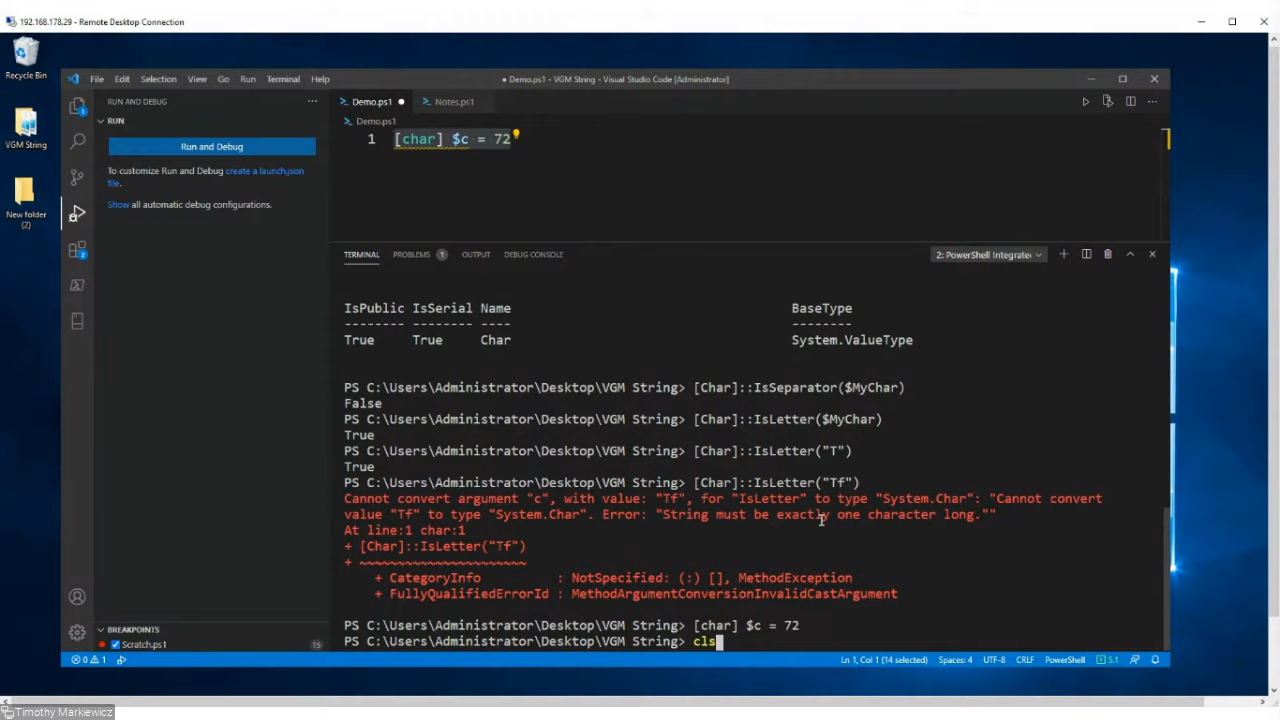 192.168.178.29 - Remote Desktop Connection
Recycle Bin
VGM String
New folder
(2)
File Edit Selection View Go Run Terminal Help
● Demo.ps1 - VGM String - Visual Studio Code [Administrator]
RUN AND DEBUG
RUN
Run and Debug
To customize Run and Debug create a launch.json
file.
Show all automatic debug configurations.
Demo.ps1 Notes.ps1
Demo.ps1
1 [char] $c = 72
TERMINAL PROBLEMS 1 OUTPUT DEBUG CONSOLE 2: PowerShell Integrate
IsPublic IsSerial Name BaseType
-------- -------- ---- --------
True True Char System.ValueType
PS C:\Users\Administrator\Desktop\VGM String> [Char]::IsSeparator($MyChar)
False
PS C:\Users\Administrator\Desktop\VGM String> [Char]::IsLetter($MyChar)
True
PS C:\Users\Administrator\Desktop\VGM String> [Char]::IsLetter("T")
True
PS C:\Users\Administrator\Desktop\VGM String> [Char]::IsLetter("Tf")
Cannot convert argument "c", with value: "Tf", for "IsLetter" to type "System.Char": "Cannot convert
value "Tf" to type "System.Char". Error: "String must be exactly one character long.""
At line:1 char:1
+ [Char]::IsLetter("Tf")
+ ~~~~~~~~~~~~~~~~~~~~~~
+ CategoryInfo : NotSpecified: (:) [], MethodException
+ FullyQualifiedErrorId : MethodArgumentConversionInvalidCastArgument
PS C:\Users\Administrator\Desktop\VGM String> [char] $c = 72
PS C:\Users\Administrator\Desktop\VGM String> cls
BREAKPOINTS
Scratch.ps1 15
0 1 Ln 1, Col 1 (14 selected) Spaces: 4 UTF-8 CRLF PowerShell 5.1
Timothy Markiewicz